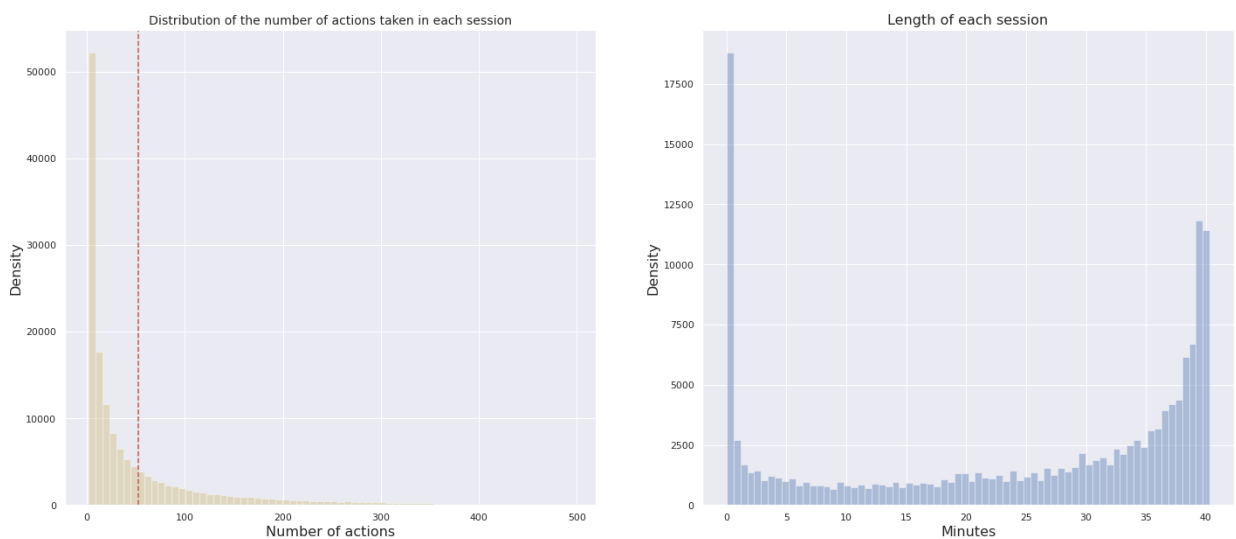 Distribution of the number of actions taken in each session
Density
50000
40000
30000
20000
10000
0
0 100 200 300 400 500
Number of actions
Length of each session
Density
17500
15000
12500
10000
7500
5000
2500
0
0 5 10 15 20 25 30 35 40
Minutes